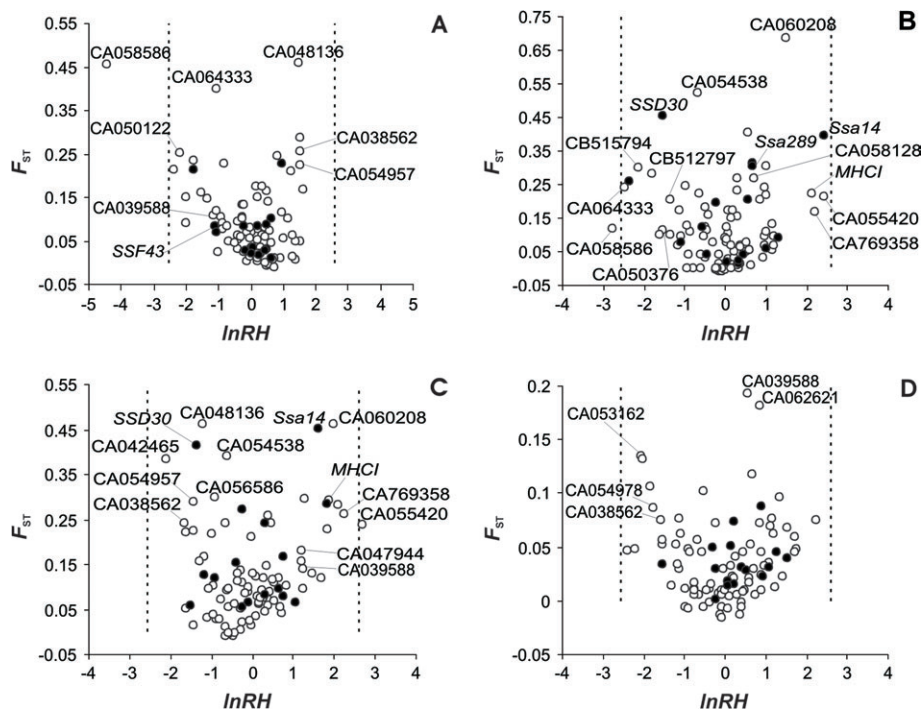 A
0.55
0.45
0.35
0.25
0.15
0.05
-0.05
F_ST
-5 -4 -3 -2 -1 0 1 2 3 4
lnRH
CA058586
CA048136
CA064333
CA050122
CA038562
CA054957
CA039588
SSF43
B
0.75
0.65
0.55
0.45
0.35
0.25
0.15
0.05
-0.05
F_ST
-4 -3 -2 -1 0 1 2 3 4
lnRH
CA060208
CA054538
SSD30
Ssa14
Ssa289
CB515794
CB512797
CA058128
MHCI
CA064333
CA055420
CA058586
CA769358
CA050376
C
0.55
0.45
0.35
0.25
0.15
0.05
-0.05
F_ST
-4 -3 -2 -1 0 1 2 3 4
lnRH
SSD30
CA048136
Ssa14
CA060208
CA042465
CA054538
MHCI
CA054957
CA056586
CA769358
CA038562
CA055420
CA047944
CA039588
D
0.2
0.15
0.1
0.05
0
-0.05
F_ST
-4 -3 -2 -1 0 1 2 3 4
lnRH
CA039588
CA062621
CA053162
CA054978
CA038562